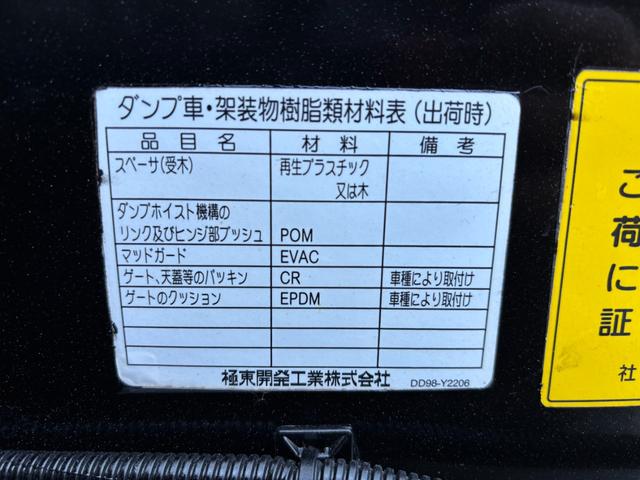 ダンプ車・架装物樹脂類材料表（出荷時）
品目名 材料 備考
スペーサ(受木) 再生プラスチック
又は木
ダンプホイスト機構の
リンク及びヒンジ部ブッシュ POM
マッドガード EVAC
ゲート、天蓋等のパッキン CR 車種により取付け
ゲートのクッション EPDM 車種により取付け
極東開発工業株式会社 DD98-Y2206
こ
荷
に
証
社